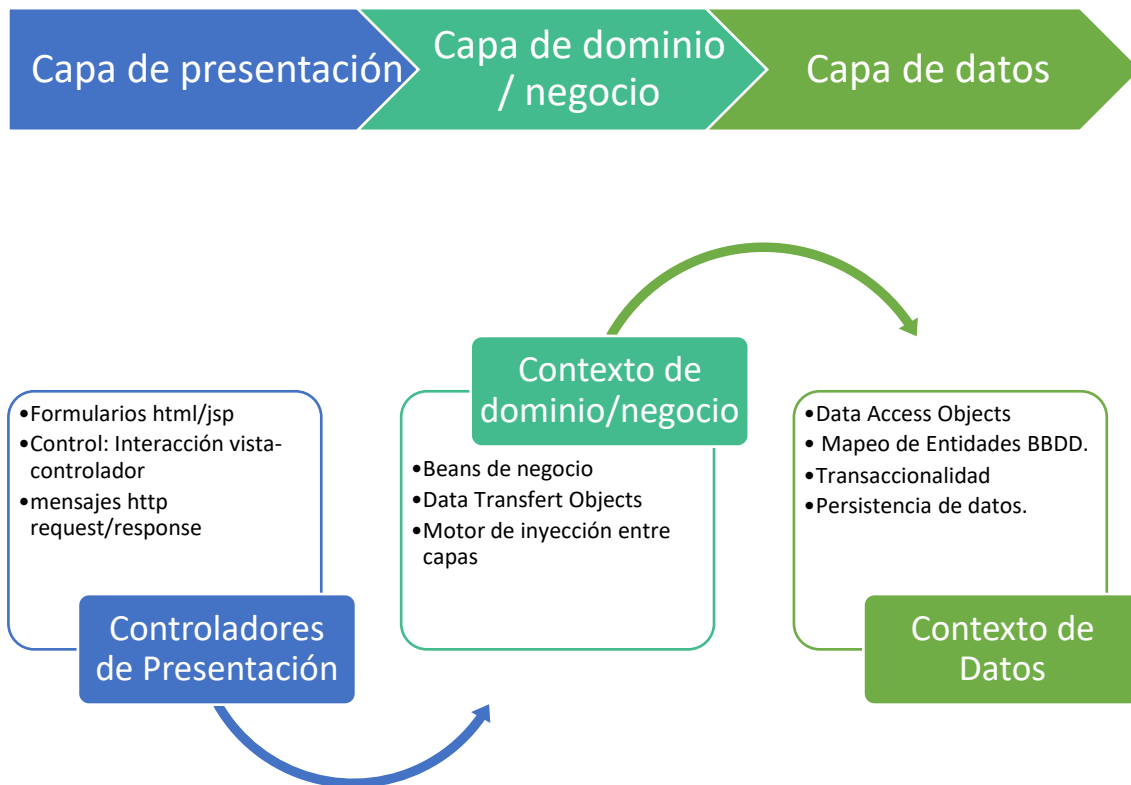 Capa de presentación
Capa de dominio
/ negocio
Capa de datos
•Formularios html/jsp
•Control: Interacción vista-
controlador
•mensajes http
request/response
Controladores
de Presentación
Contexto de
dominio/negocio
•Beans de negocio
•Data Transfert Objects
•Motor de inyección entre
capas
•Data Access Objects
• Mapeo de Entidades BBDD.
•Transaccionalidad
•Persistencia de datos.
Contexto de
Datos